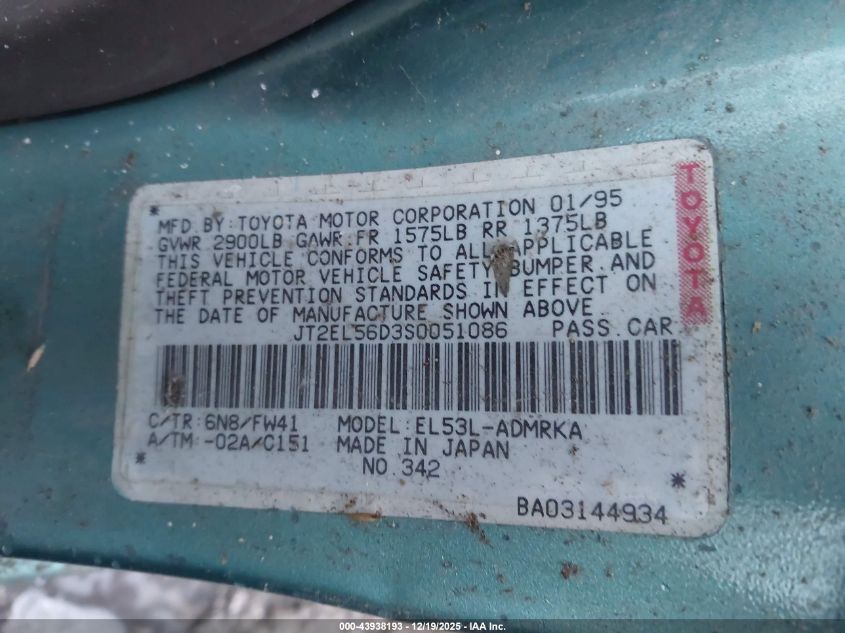 MFD BY: TOYOTA MOTOR CORPORATION 01/95
GVWR 2900LB GAWR FR 1575LB RR 1375LB
THIS VEHICLE CONFORMS TO ALL APPLICABLE
FEDERAL MOTOR VEHICLE SAFETY, BUMPER AND
THEFT PREVENTION STANDARDS IN EFFECT ON
THE DATE OF MANUFACTURE SHOWN ABOVE.
JT2EL56D3S0051086 PASS.CAR
C/TR:6N8/FW41 MODEL:EL53L-ADMRKA
A/TM:-02A/C151 MADE IN JAPAN
NO.342
BA03144934
TOYOTA
000-43938193 - 12/19/2025 - IAA Inc.